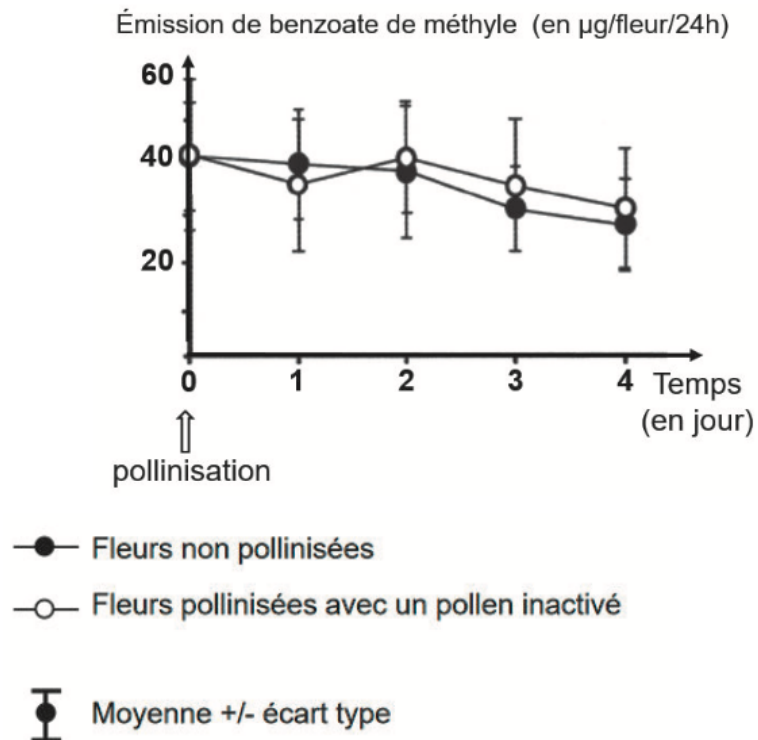 Émission de benzoate de méthyle (en µg/fleur/24h)
60
40
20
0 1 2 3 4 Temps
(en jour)
pollinisation
Fleurs non pollinisées
Fleurs pollinisées avec un pollen inactivé
Moyenne +/- écart type